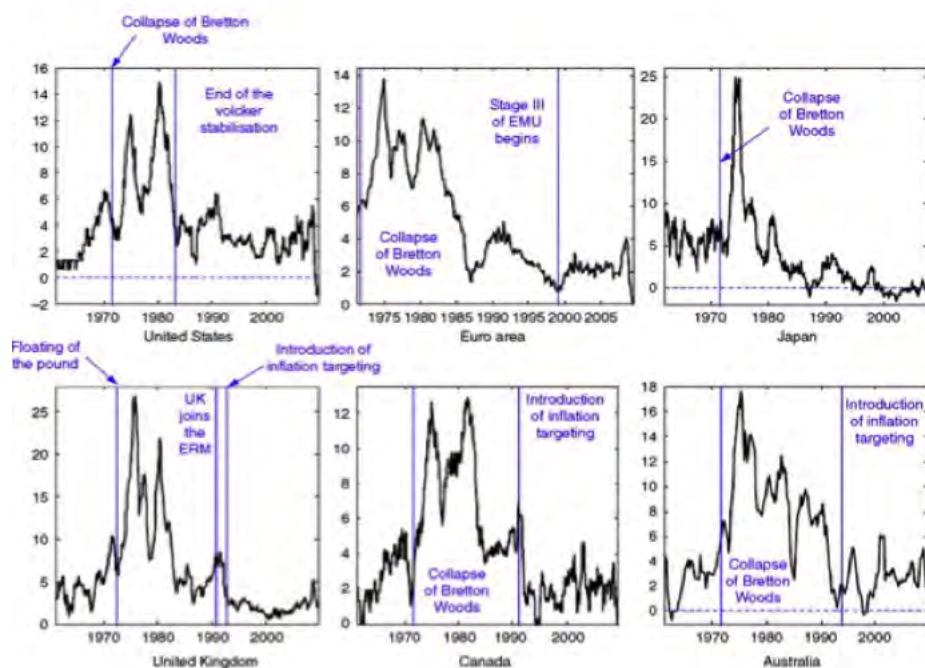 Collapse of Bretton
Woods
16
14
12
10
8
6
4
2
0
−2
End of the
volcker
stabilisation
1970 1980 1990 2000
United States
14
12
10
8
6
4
2
0
Stage III
of EMU
begins
Collapse
of Bretton
Woods
1975 1980 1985 1990 1995 2000 2005
Euro area
25
20
15
10
5
0
Collapse
of Bretton
Woods
1970 1980 1990 2000
Japan
Floating of
the pound
Introduction of
inflation targeting
25
20
15
10
5
0
UK
joins
the
ERM
1970 1980 1990 2000
United Kingdom
12
10
8
6
4
2
0
Introduction
of inflation
targeting
Collapse
of Bretton
Woods
1970 1980 1990 2000
Canada
18
16
14
12
10
8
6
4
2
0
Introduction
of inflation
targeting
Collapse
of Bretton
Woods
1970 1980 1990 2000
Australia